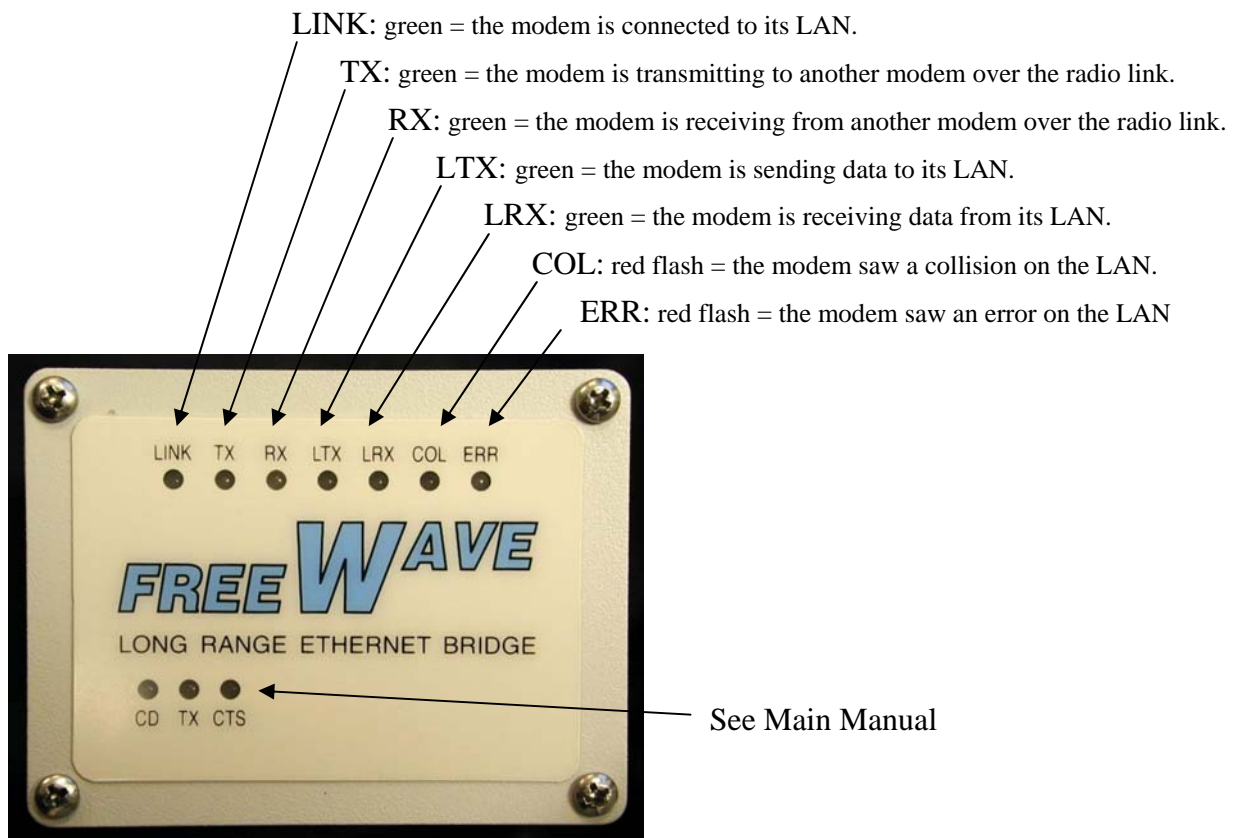 LINK: green = the modem is connected to its LAN.
TX: green = the modem is transmitting to another modem over the radio link.
RX: green = the modem is receiving from another modem over the radio link.
LTX: green = the modem is sending data to its LAN.
LRX: green = the modem is receiving data from its LAN.
COL: red flash = the modem saw a collision on the LAN.
ERR: red flash = the modem saw an error on the LAN
LINK TX RX LTX LRX COL ERR
FREEWAVE
LONG RANGE ETHERNET BRIDGE
CD TX CTS
See Main Manual